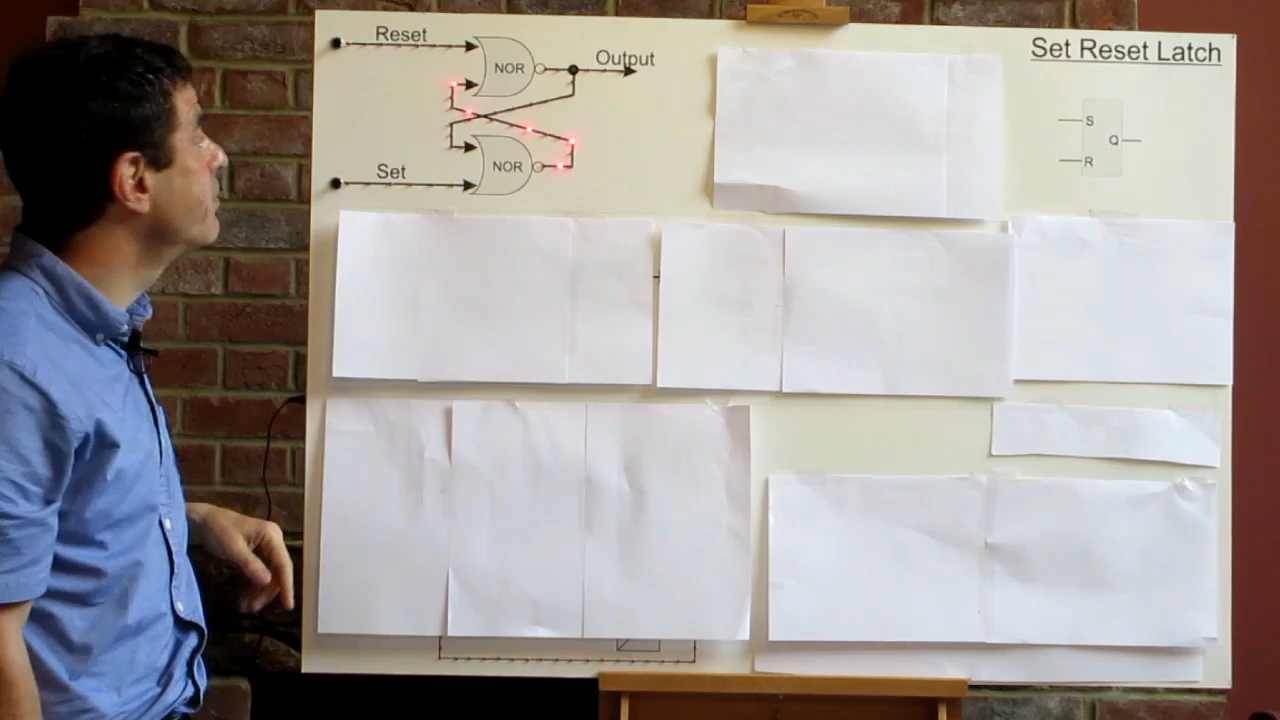 Reset
NOR
Output
Set Reset Latch
S
Q
R
NOR
Set